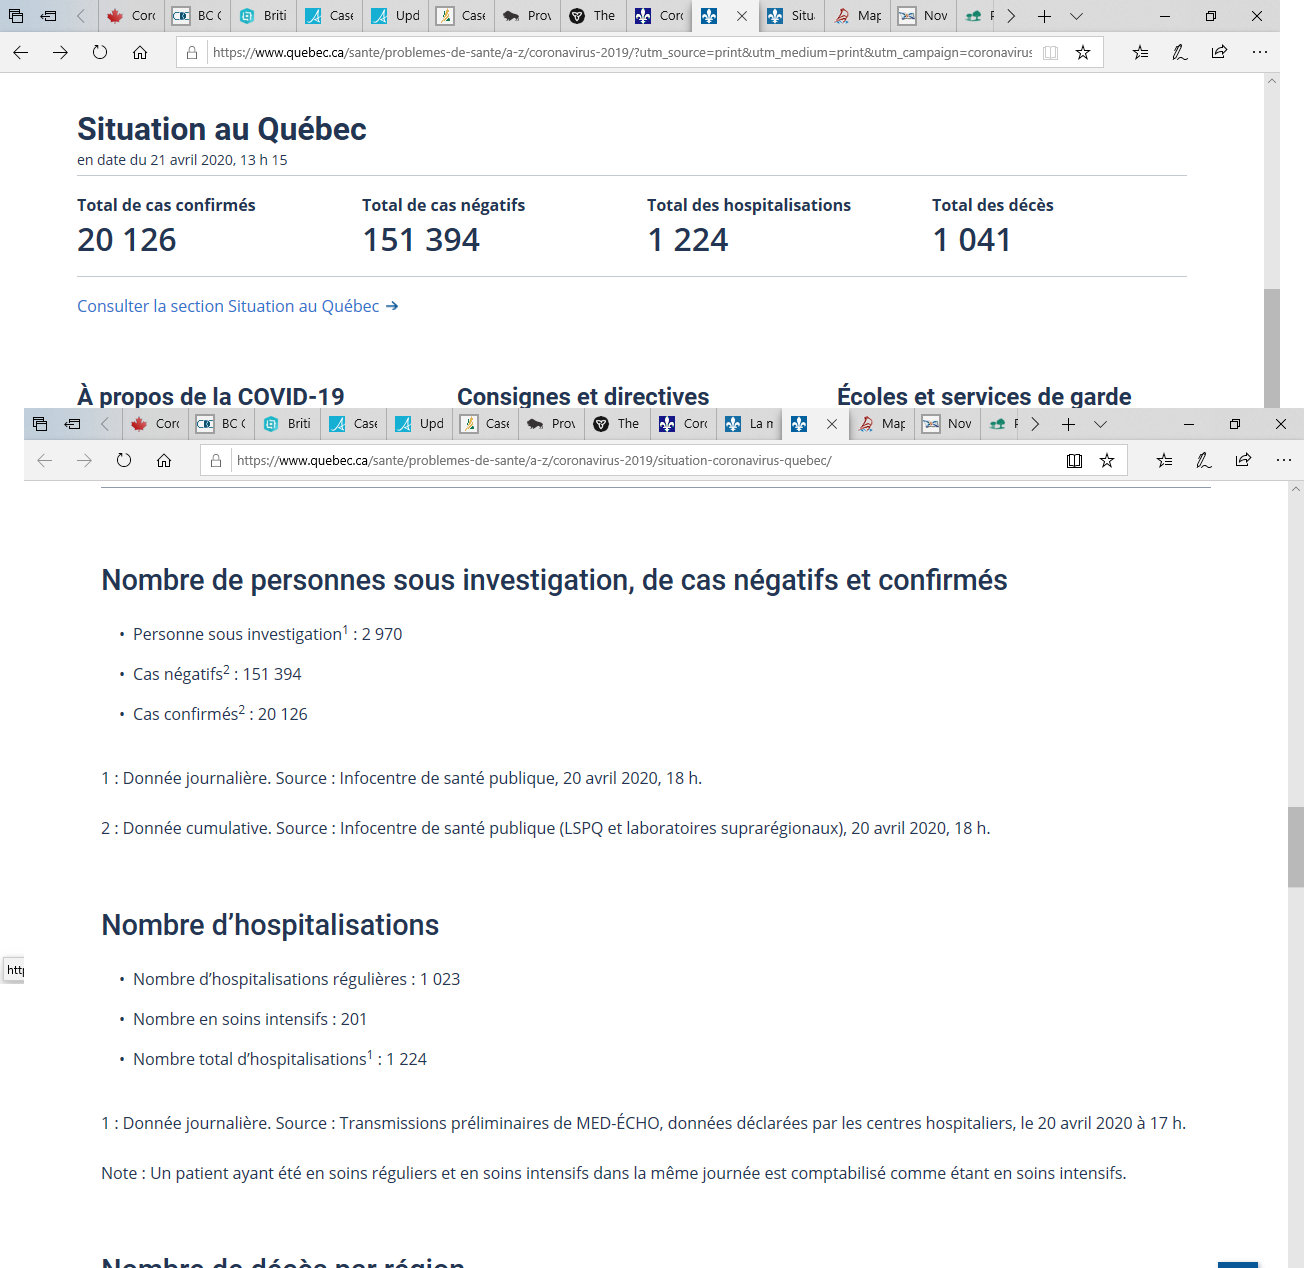 Corc BC C Briti Case Upd Case Prov The Corc Situ Map Nov
https://www.quebec.ca/sante/problemes-de-sante/a-z/coronavirus-2019/?utm_source=print&utm_medium=print&utm_campaign=coronavirus
Situation au Québec
en date du 21 avril 2020, 13 h 15
Total de cas confirmés
20 126
Total de cas négatifs
151 394
Total des hospitalisations
1 224
Total des décès
1 041
Consulter la section Situation au Québec →
À propos de la COVID-19 Consignes et directives Écoles et services de garde
Corc BC C Briti Case Upd Case Prov The Corc La n Map Nov
https://www.quebec.ca/sante/problemes-de-sante/a-z/coronavirus-2019/situation-coronavirus-quebec/
Nombre de personnes sous investigation, de cas négatifs et confirmés
• Personne sous investigation1 : 2 970
• Cas négatifs2 : 151 394
• Cas confirmés2 : 20 126
1 : Donnée journalière. Source : Infocentre de santé publique, 20 avril 2020, 18 h.
2 : Donnée cumulative. Source : Infocentre de santé publique (LSPQ et laboratoires suprarégionaux), 20 avril 2020, 18 h.
Nombre d’hospitalisations
http
• Nombre d’hospitalisations régulières : 1 023
• Nombre en soins intensifs : 201
• Nombre total d’hospitalisations1 : 1 224
1 : Donnée journalière. Source : Transmissions préliminaires de MED-ÉCHO, données déclarées par les centres hospitaliers, le 20 avril 2020 à 17 h.
Note : Un patient ayant été en soins réguliers et en soins intensifs dans la même journée est comptabilisé comme étant en soins intensifs.
Nombre de décès par région